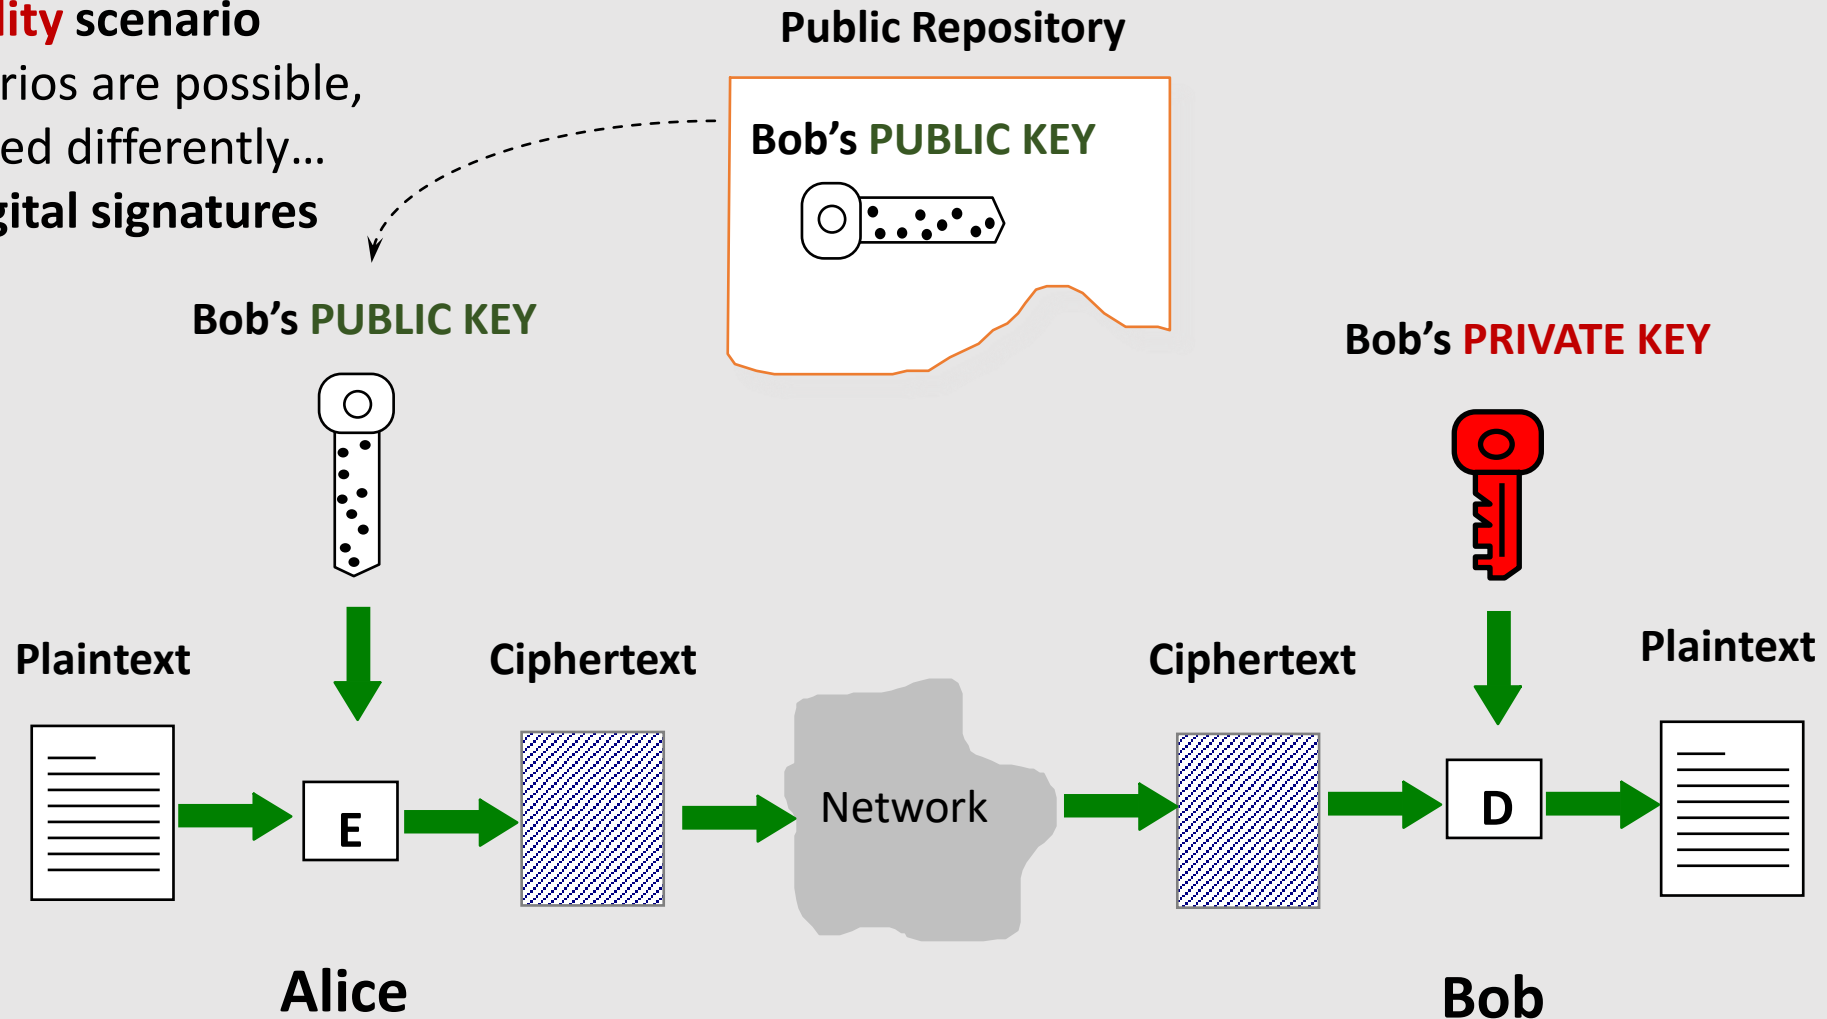 lity scenario
rios are possible,
ed differently…
gital signatures
Public Repository
Bob’s PUBLIC KEY
Bob’s PUBLIC KEY
Bob’s PRIVATE KEY
Plaintext
Ciphertext
Ciphertext
Plaintext
E
Network
D
Alice
Bob